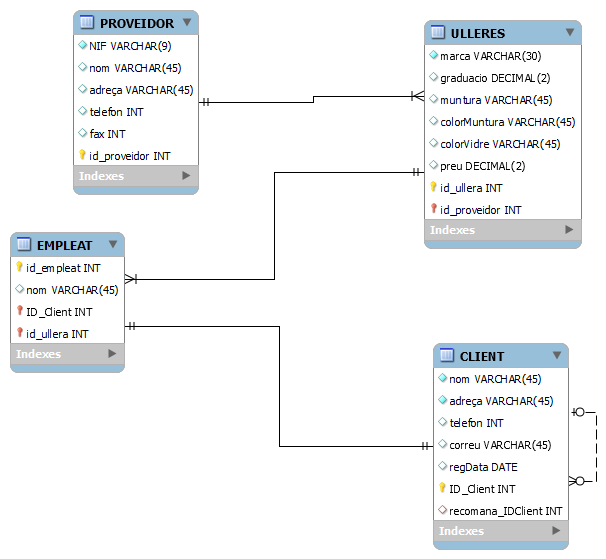 PROVEIDOR
NIF VARCHAR(9)
nom VARCHAR(45)
adreça VARCHAR(45)
telefon INT
fax INT
id_proveidor INT
Indexes
ULLERES
marca VARCHAR(30)
graduacio DECIMAL(2)
muntura VARCHAR(45)
colorMuntura VARCHAR(45)
colorVidre VARCHAR(45)
preu DECIMAL(2)
id_ullera INT
id_proveidor INT
Indexes
EMPLEAT
id_empleat INT
nom VARCHAR(45)
ID_Client INT
id_ullera INT
Indexes
CLIENT
nom VARCHAR(45)
adreça VARCHAR(45)
telefon INT
correu VARCHAR(45)
regData DATE
ID_Client INT
recomana_IDClient INT
Indexes